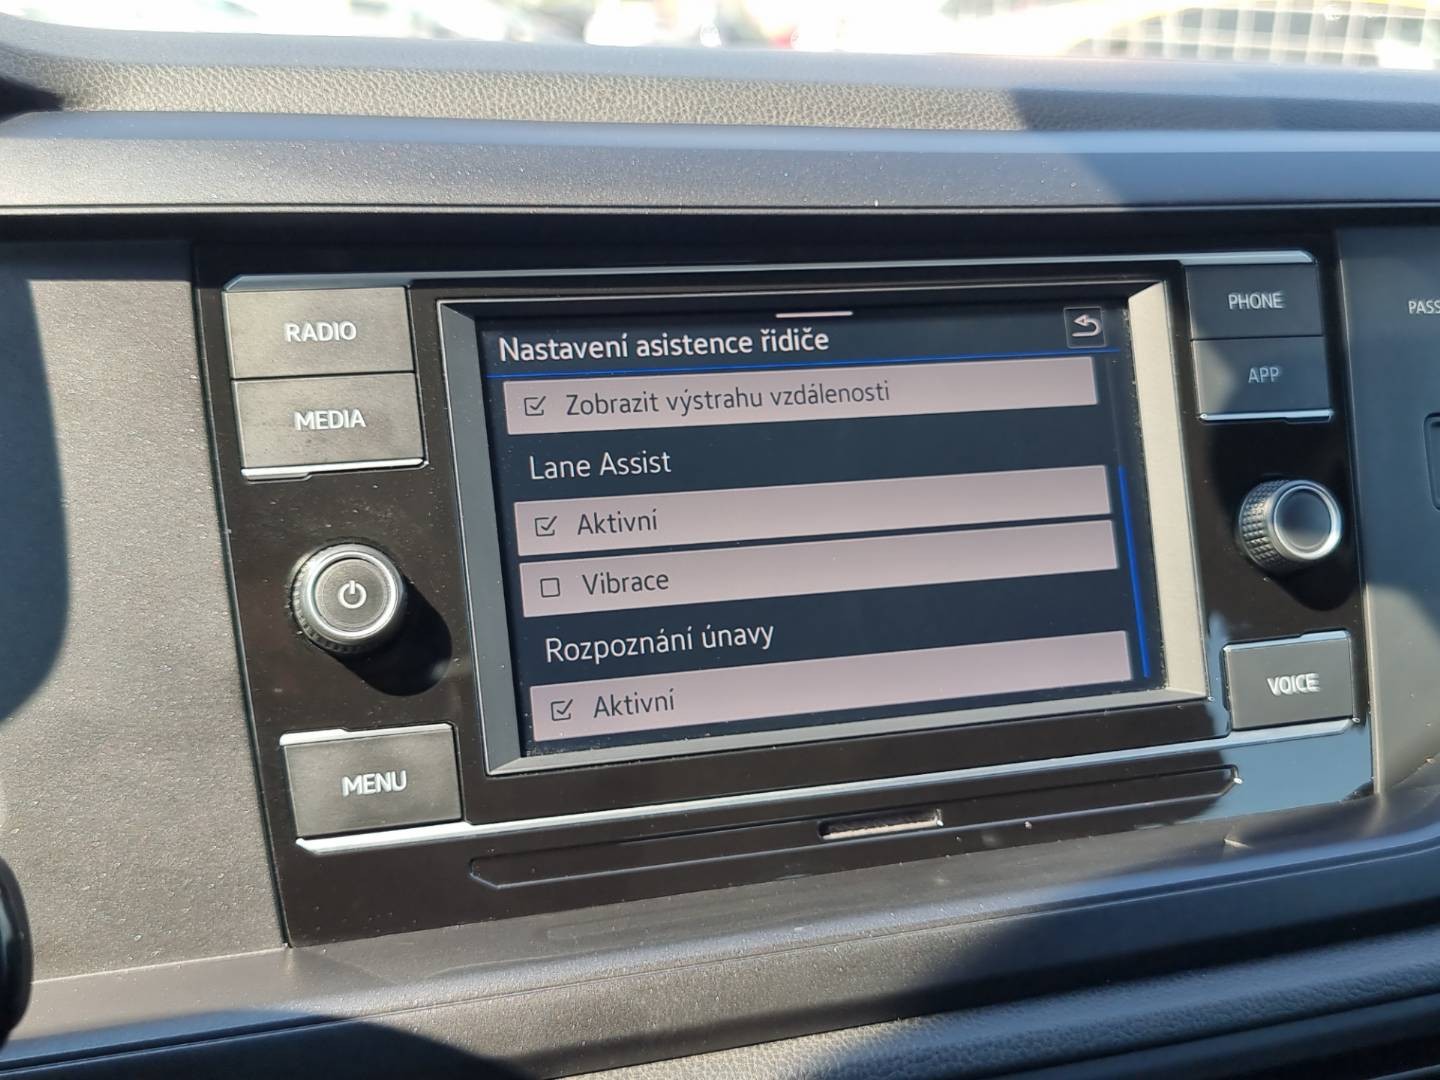 RADIO
MEDIA
MENU
Nastavení asistence řidiče
Zobrazit výstrahu vzdálenosti
Lane Assist
Aktivní
Vibrace
Rozpoznání únavy
Aktivní
PHONE
APP
VOICE